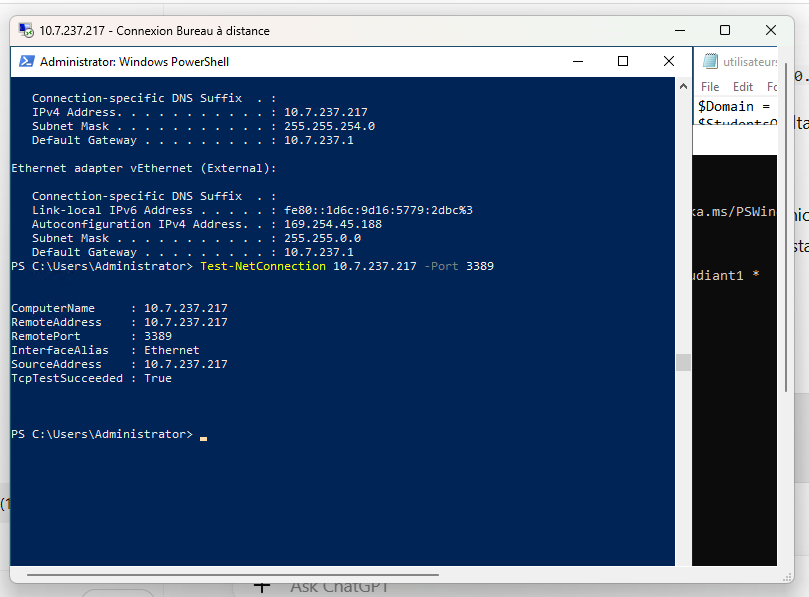 10.7.237.217 - Connexion Bureau à distance
Administrator: Windows PowerShell
Connection-specific DNS Suffix . :
IPv4 Address. . . . . . . . . . . : 10.7.237.217
Subnet Mask . . . . . . . . . . . : 255.255.254.0
Default Gateway . . . . . . . . . : 10.7.237.1
Ethernet adapter vEthernet (External):
Connection-specific DNS Suffix . :
Link-local IPv6 Address . . . . . : fe80::1d6c:9d16:5779:2dbc%3
Autoconfiguration IPv4 Address. . : 169.254.45.188
Subnet Mask . . . . . . . . . . . : 255.255.0.0
Default Gateway . . . . . . . . . : 10.7.237.1
PS C:\Users\Administrator> Test-NetConnection 10.7.237.217 -Port 3389
ComputerName     : 10.7.237.217
RemoteAddress    : 10.7.237.217
RemotePort       : 3389
InterfaceAlias   : Ethernet
SourceAddress    : 10.7.237.217
TcpTestSucceeded : True
PS C:\Users\Administrator>
utilisateurs
File Edit Fo
$Domain =
ka.ms/PSWin
udiant1 *
Ask ChatGPT